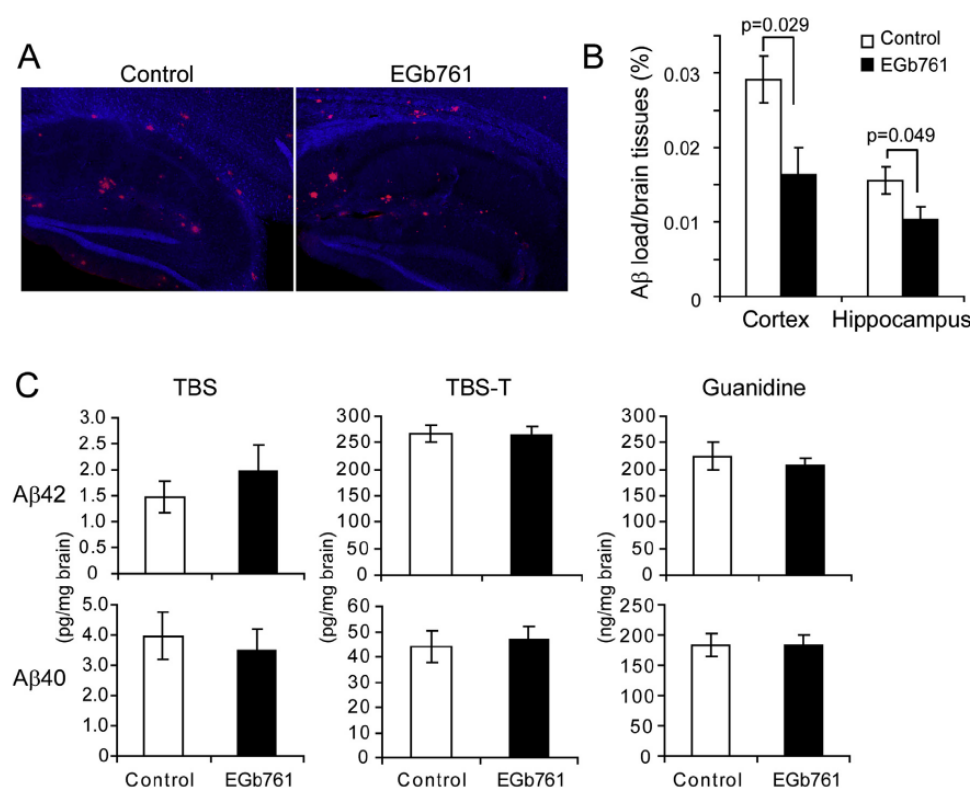 A
Control
EGb761
B
p=0.029
Control
EGb761
p=0.049
Aβ load/brain tissues (%)
0.03
0.02
0.01
0
Cortex
Hippocampus
C
TBS
TBS-T
Guanidine
Aβ42
3.0
2.5
2.0
1.5
1.0
0.5
0
300
250
200
150
100
50
0
300
250
200
150
100
50
0
(pg/mg brain)
(pg/mg brain)
(ng/mg brain)
Aβ40
5.0
4.0
3.0
2.0
1.0
0
60
50
40
30
20
10
0
200
150
100
50
0
Control
EGb761
Control
EGb761
Control
EGb761